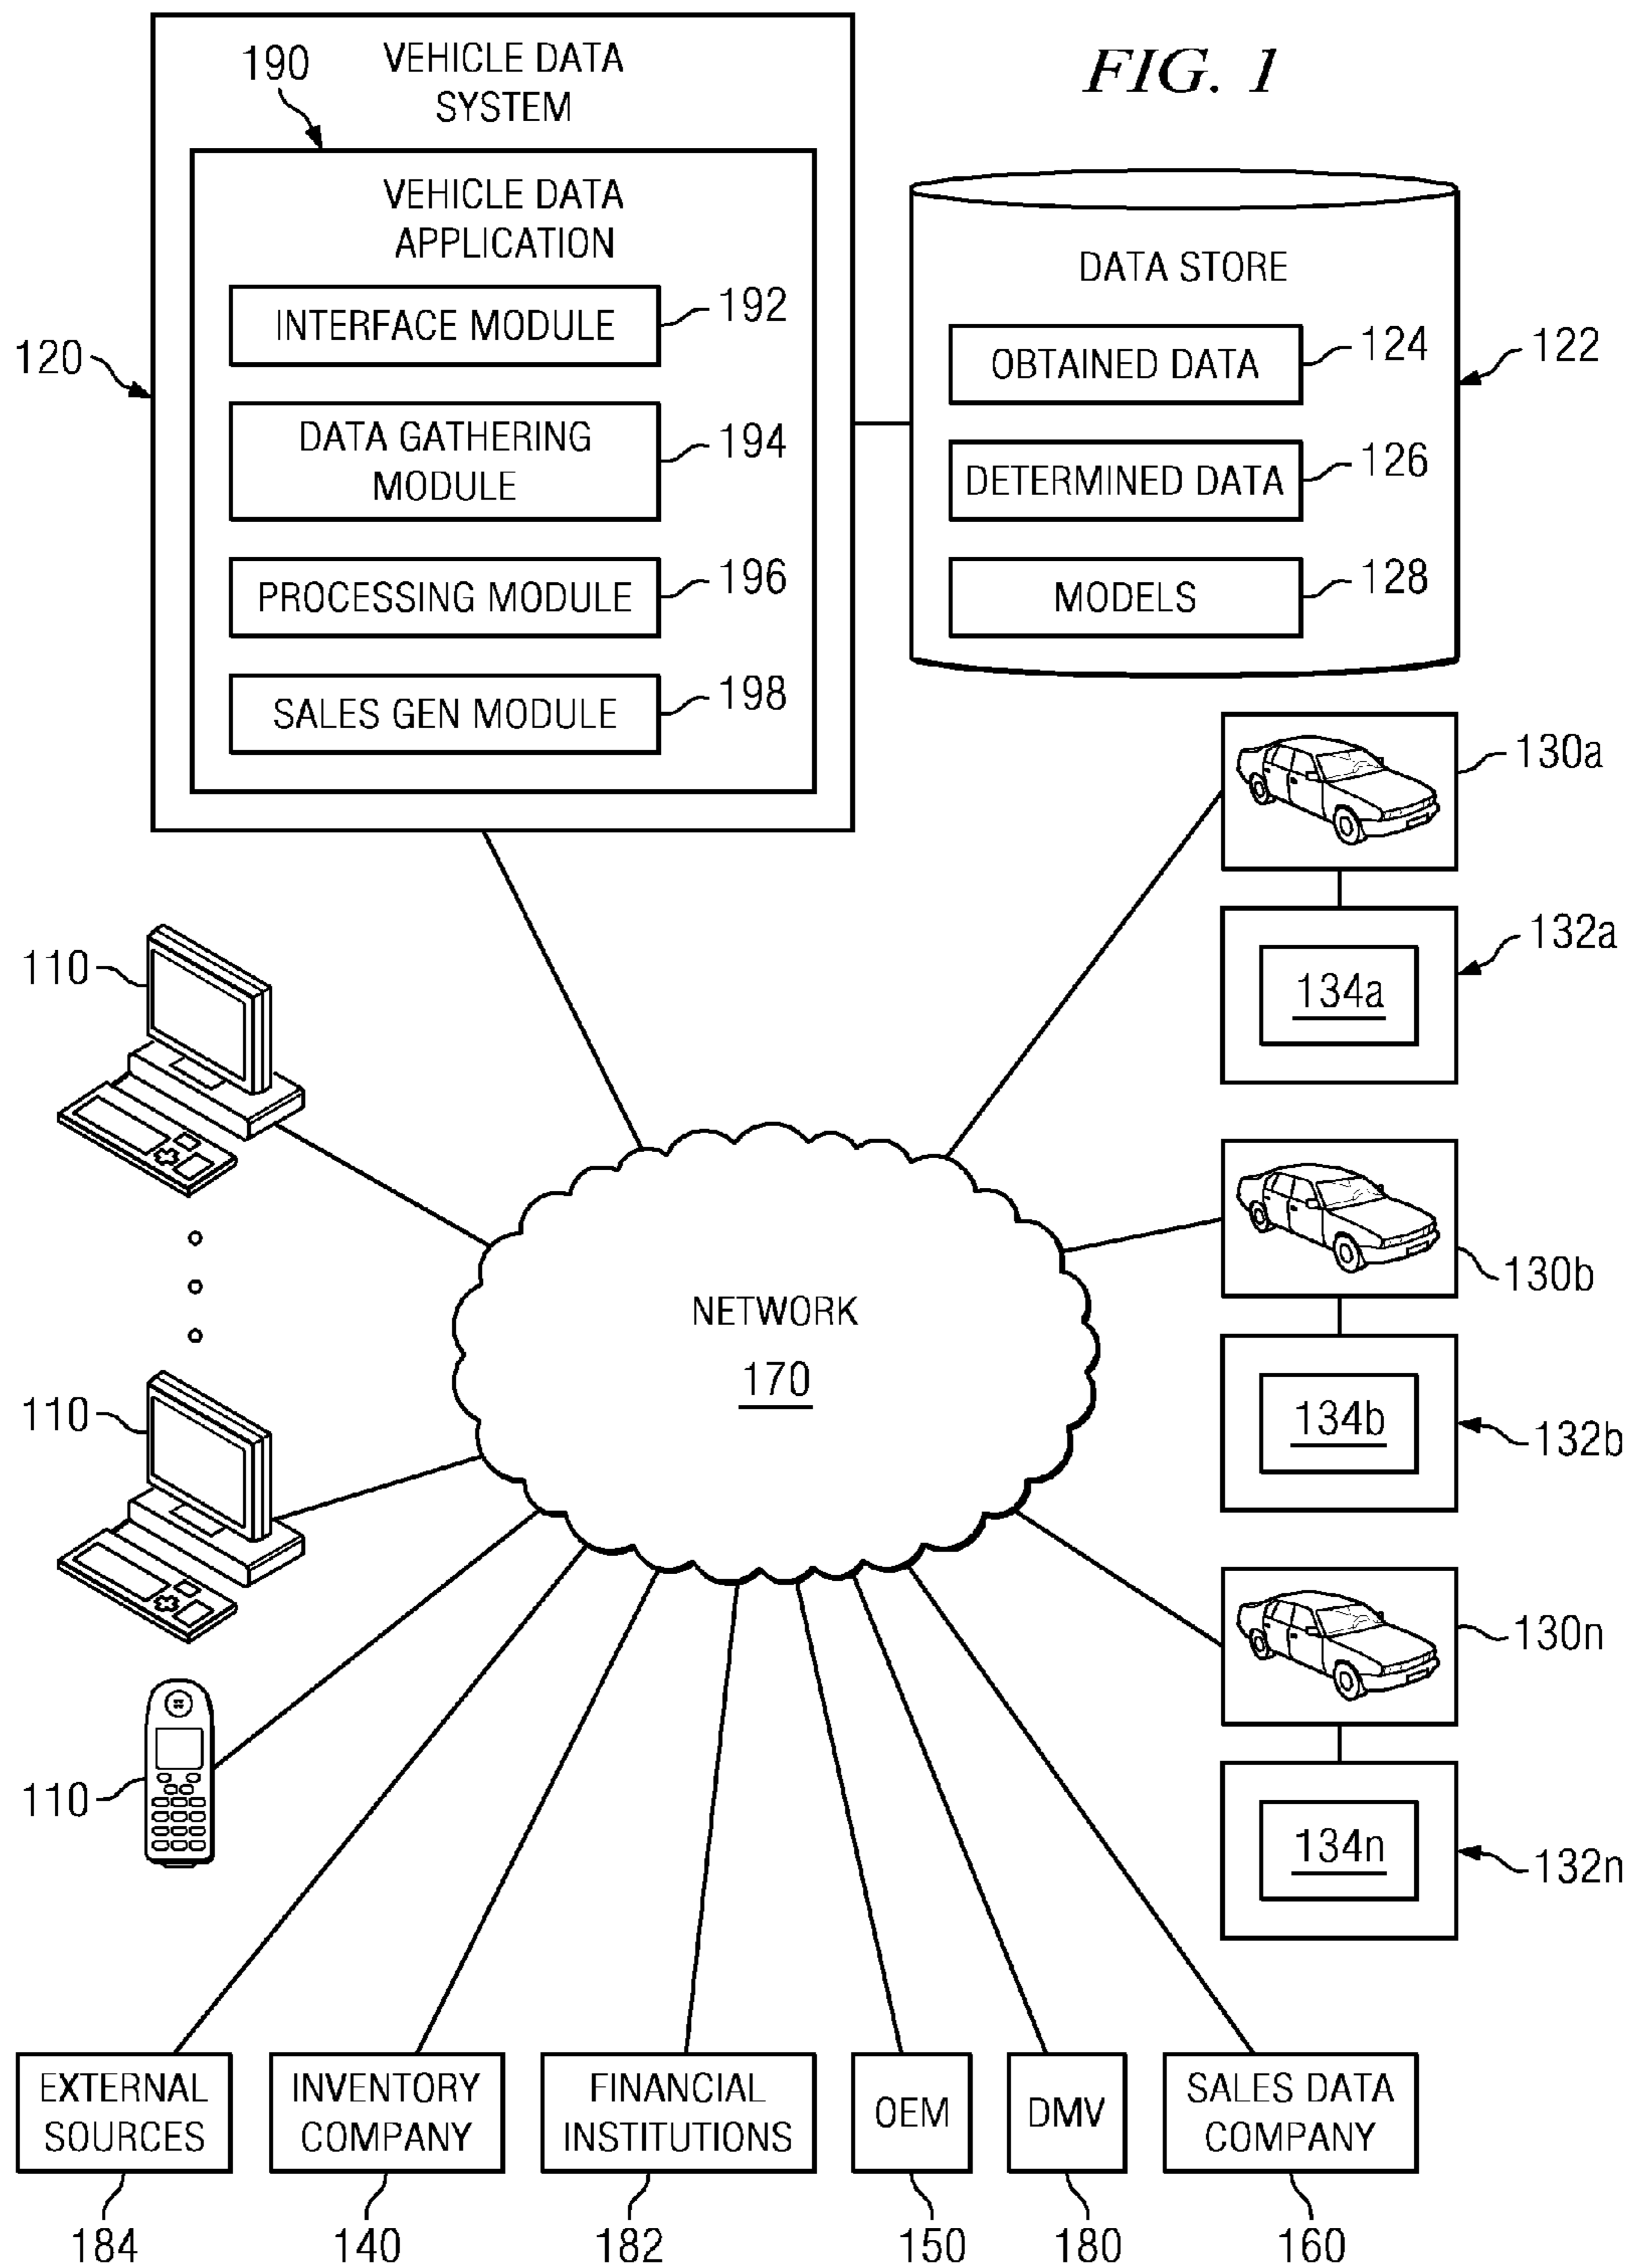 FIG. 1
VEHICLE DATA
SYSTEM
190
VEHICLE DATA
APPLICATION
INTERFACE MODULE
192
DATA GATHERING
MODULE
194
PROCESSING MODULE
196
SALES GEN MODULE
198
120
DATA STORE
OBTAINED DATA
124
DETERMINED DATA
126
MODELS
128
122
130a
132a
134a
110
130b
134b
132b
NETWORK
170
110
130n
134n
132n
110
EXTERNAL
SOURCES
INVENTORY
COMPANY
FINANCIAL
INSTITUTIONS
OEM
DMV
SALES DATA
COMPANY
184
140
182
150
180
160